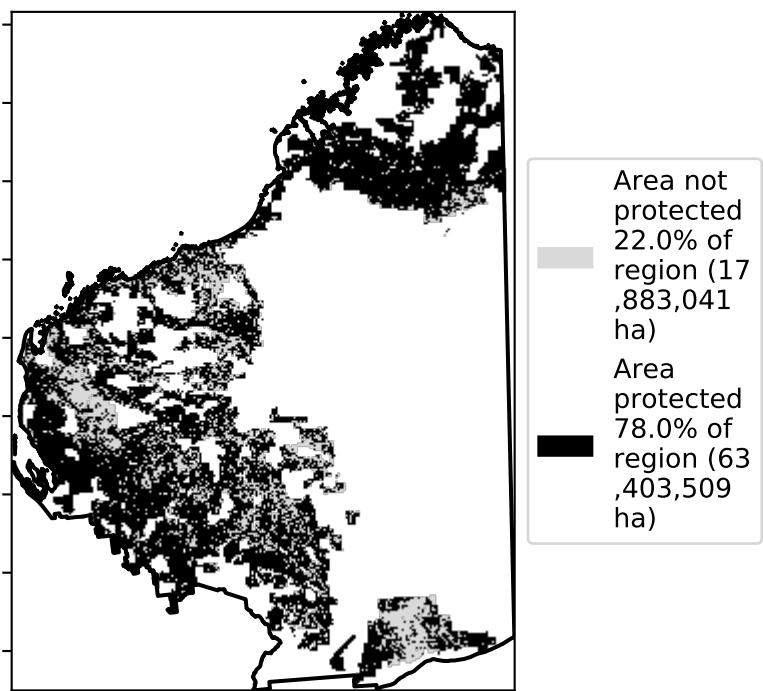 Area not
protected
22.0% of
region (17
,883,041
ha)
Area
protected
78.0% of
region (63
,403,509
ha)